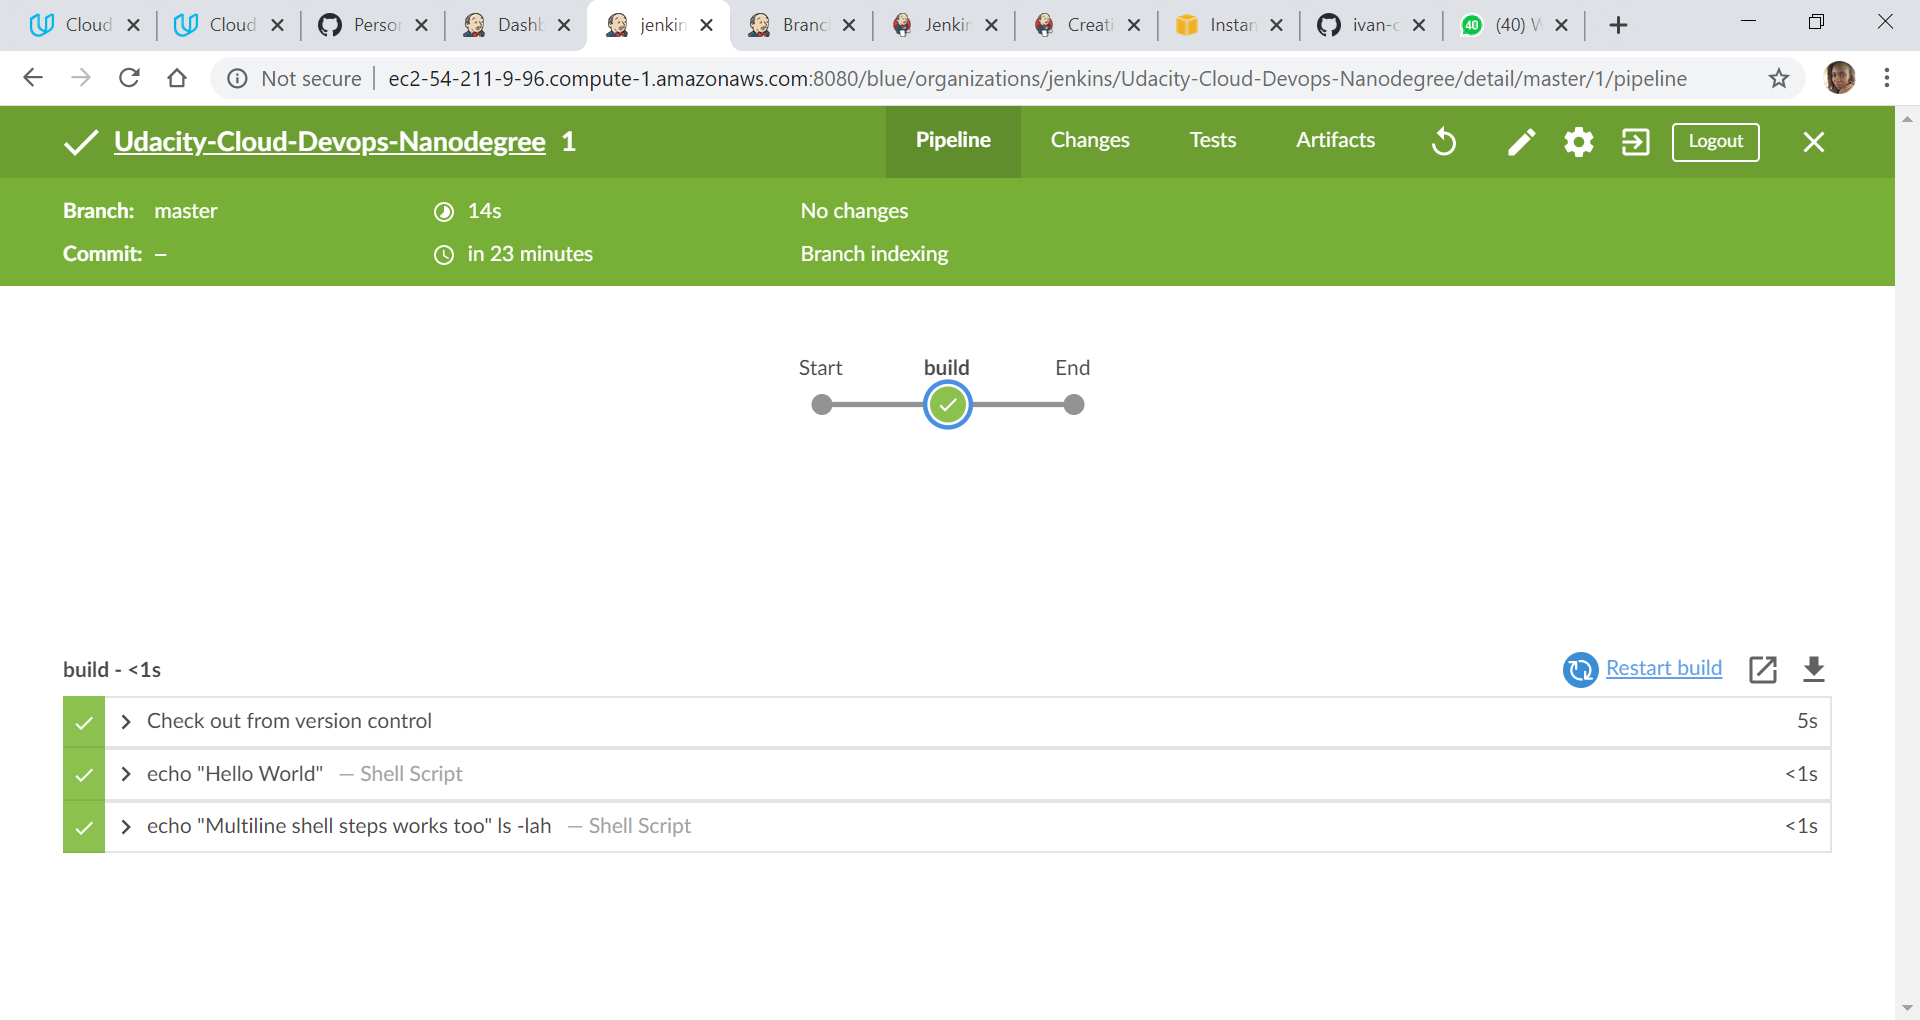 Cloud
Cloud
Person
Dashb
jenkin
Branc
Jenkin
Creati
Instan
ivan-c
40
(40) W
Not secure
ec2-54-211-9-96.compute-1.amazonaws.com:8080/blue/organizations/jenkins/Udacity-Cloud-Devops-Nanodegree/detail/master/1/pipeline
Udacity-Cloud-Devops-Nanodegree 1
Pipeline
Changes
Tests
Artifacts
Logout
Branch: master
14s
No changes
Commit: –
in 23 minutes
Branch indexing
Start
build
End
build - <1s
Restart build
Check out from version control
5s
echo "Hello World" — Shell Script
<1s
echo "Multiline shell steps works too" ls -lah — Shell Script
<1s